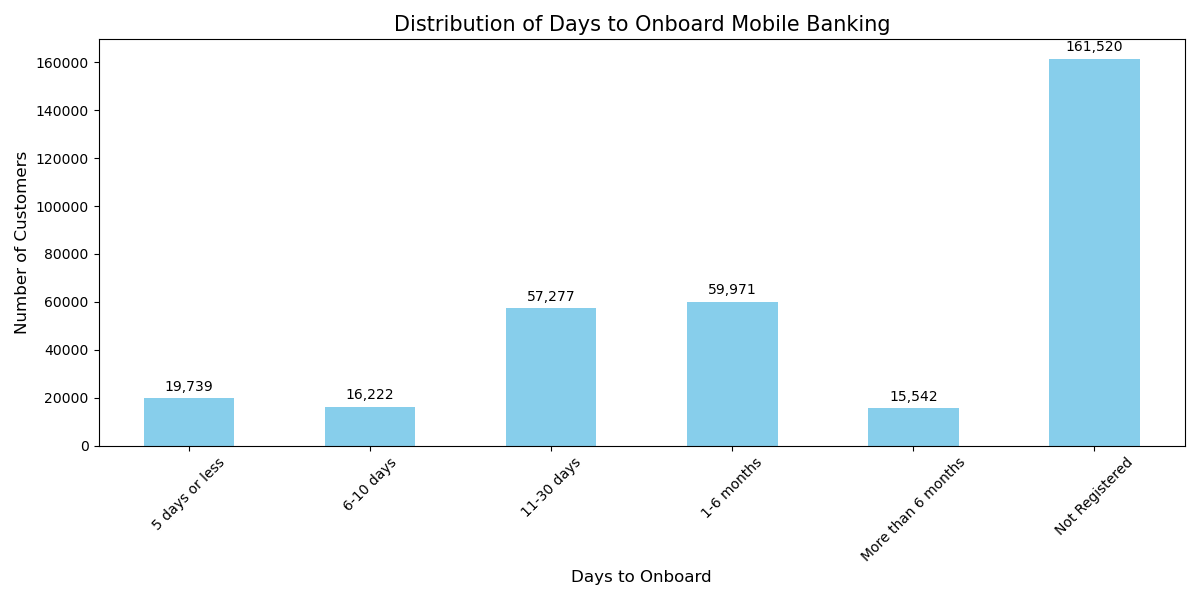 Distribution of Days to Onboard Mobile Banking
Number of Customers
160000
140000
120000
100000
80000
60000
40000
20000
0
19,739
16,222
57,277
59,971
15,542
161,520
5 days or less
6-10 days
11-30 days
1-6 months
More than 6 months
Not Registered
Days to Onboard